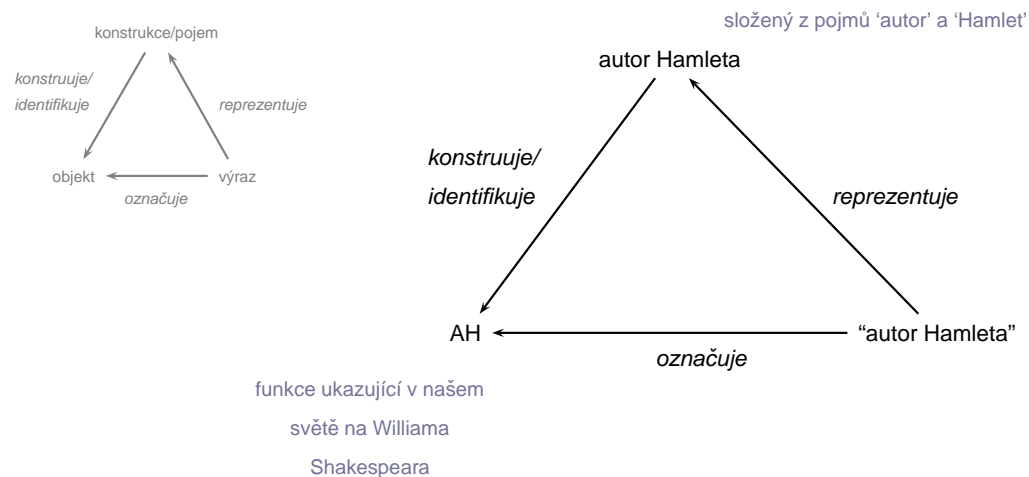 složený z pojmů ‘autor’ a ‘Hamlet’
konstrukce/pojem
konstruuje/
identifikuje
reprezentuje
objekt
výraz
označuje
autor Hamleta
konstruuje/
identifikuje
reprezentuje
AH
“autor Hamleta”
označuje
funkce ukazující v našem
světě na Williama
Shakespeara